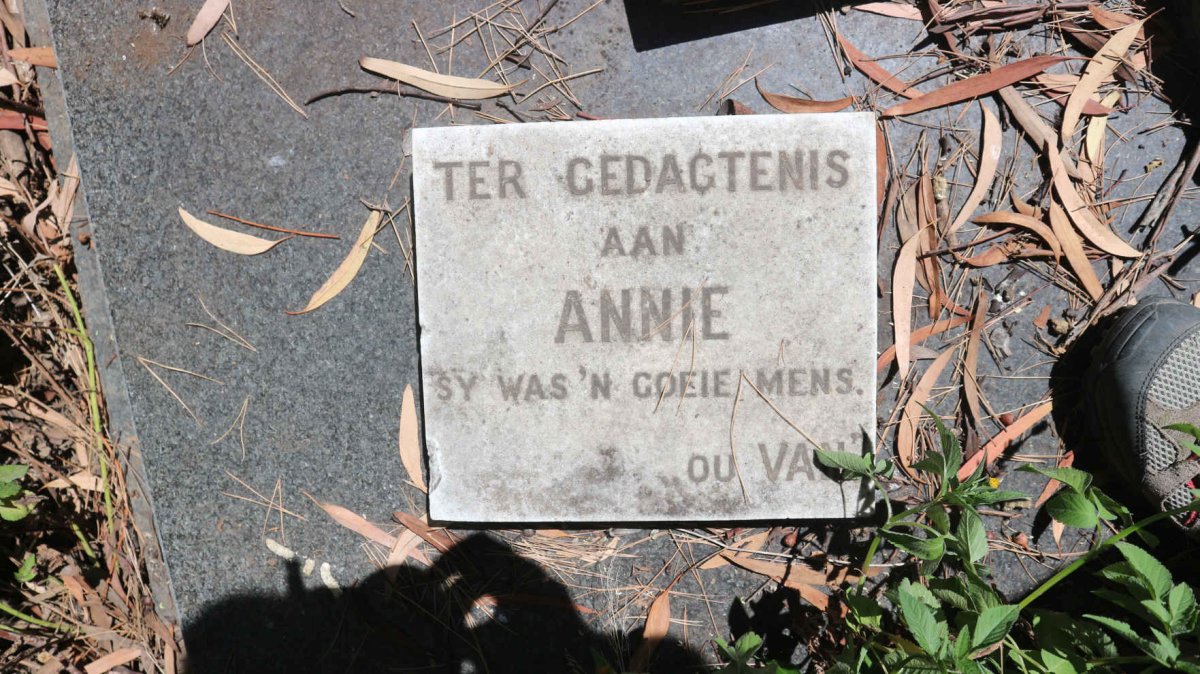 TER GEDAGTENIS
AAN
ANNIE
SY WAS 'N GOEIE MENS.
OU